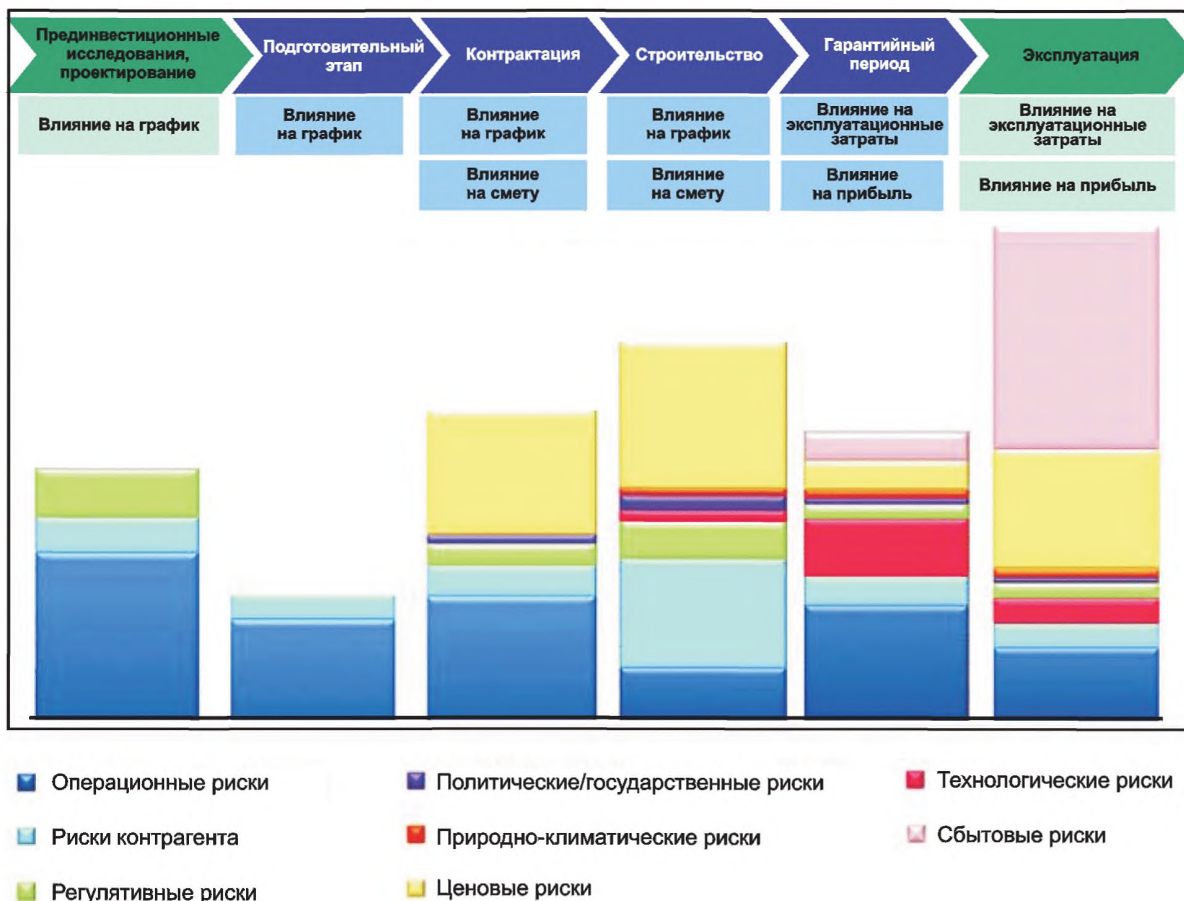 Прединвестиционные
исследования,
проектирование
Подготовительный
этап
Контрактация
Строительство
Гарантийный
период
Эксплуатация
Влияние на график
Влияние
на график
Влияние
на график
Влияние
на график
Влияние на
эксплуатационные
затраты
Влияние на
эксплуатационные
затраты
Влияние
на смету
Влияние
на смету
Влияние
на прибыль
Влияние на прибыль
Операционные риски
Риски контрагента
Регулятивные риски
Политические/государственные риски
Природно-климатические риски
Ценовые риски
Технологические риски
Сбытовые риски